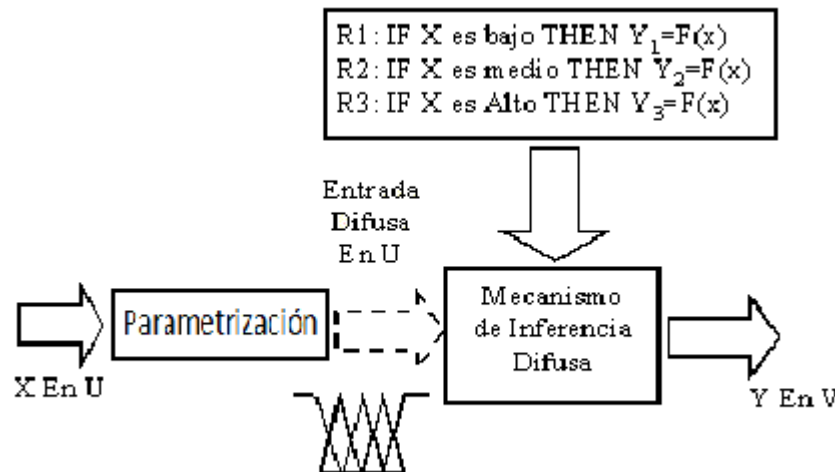 R1: IF X es bajo THEN Y1=F(x)
R2: IF X es medio THEN Y2=F(x)
R3: IF X es Alto THEN Y3=F(x)
Entrada
Difusa
En U
Parametrización
Mecanismo
de Inferencia
Difusa
X En U
Y En V